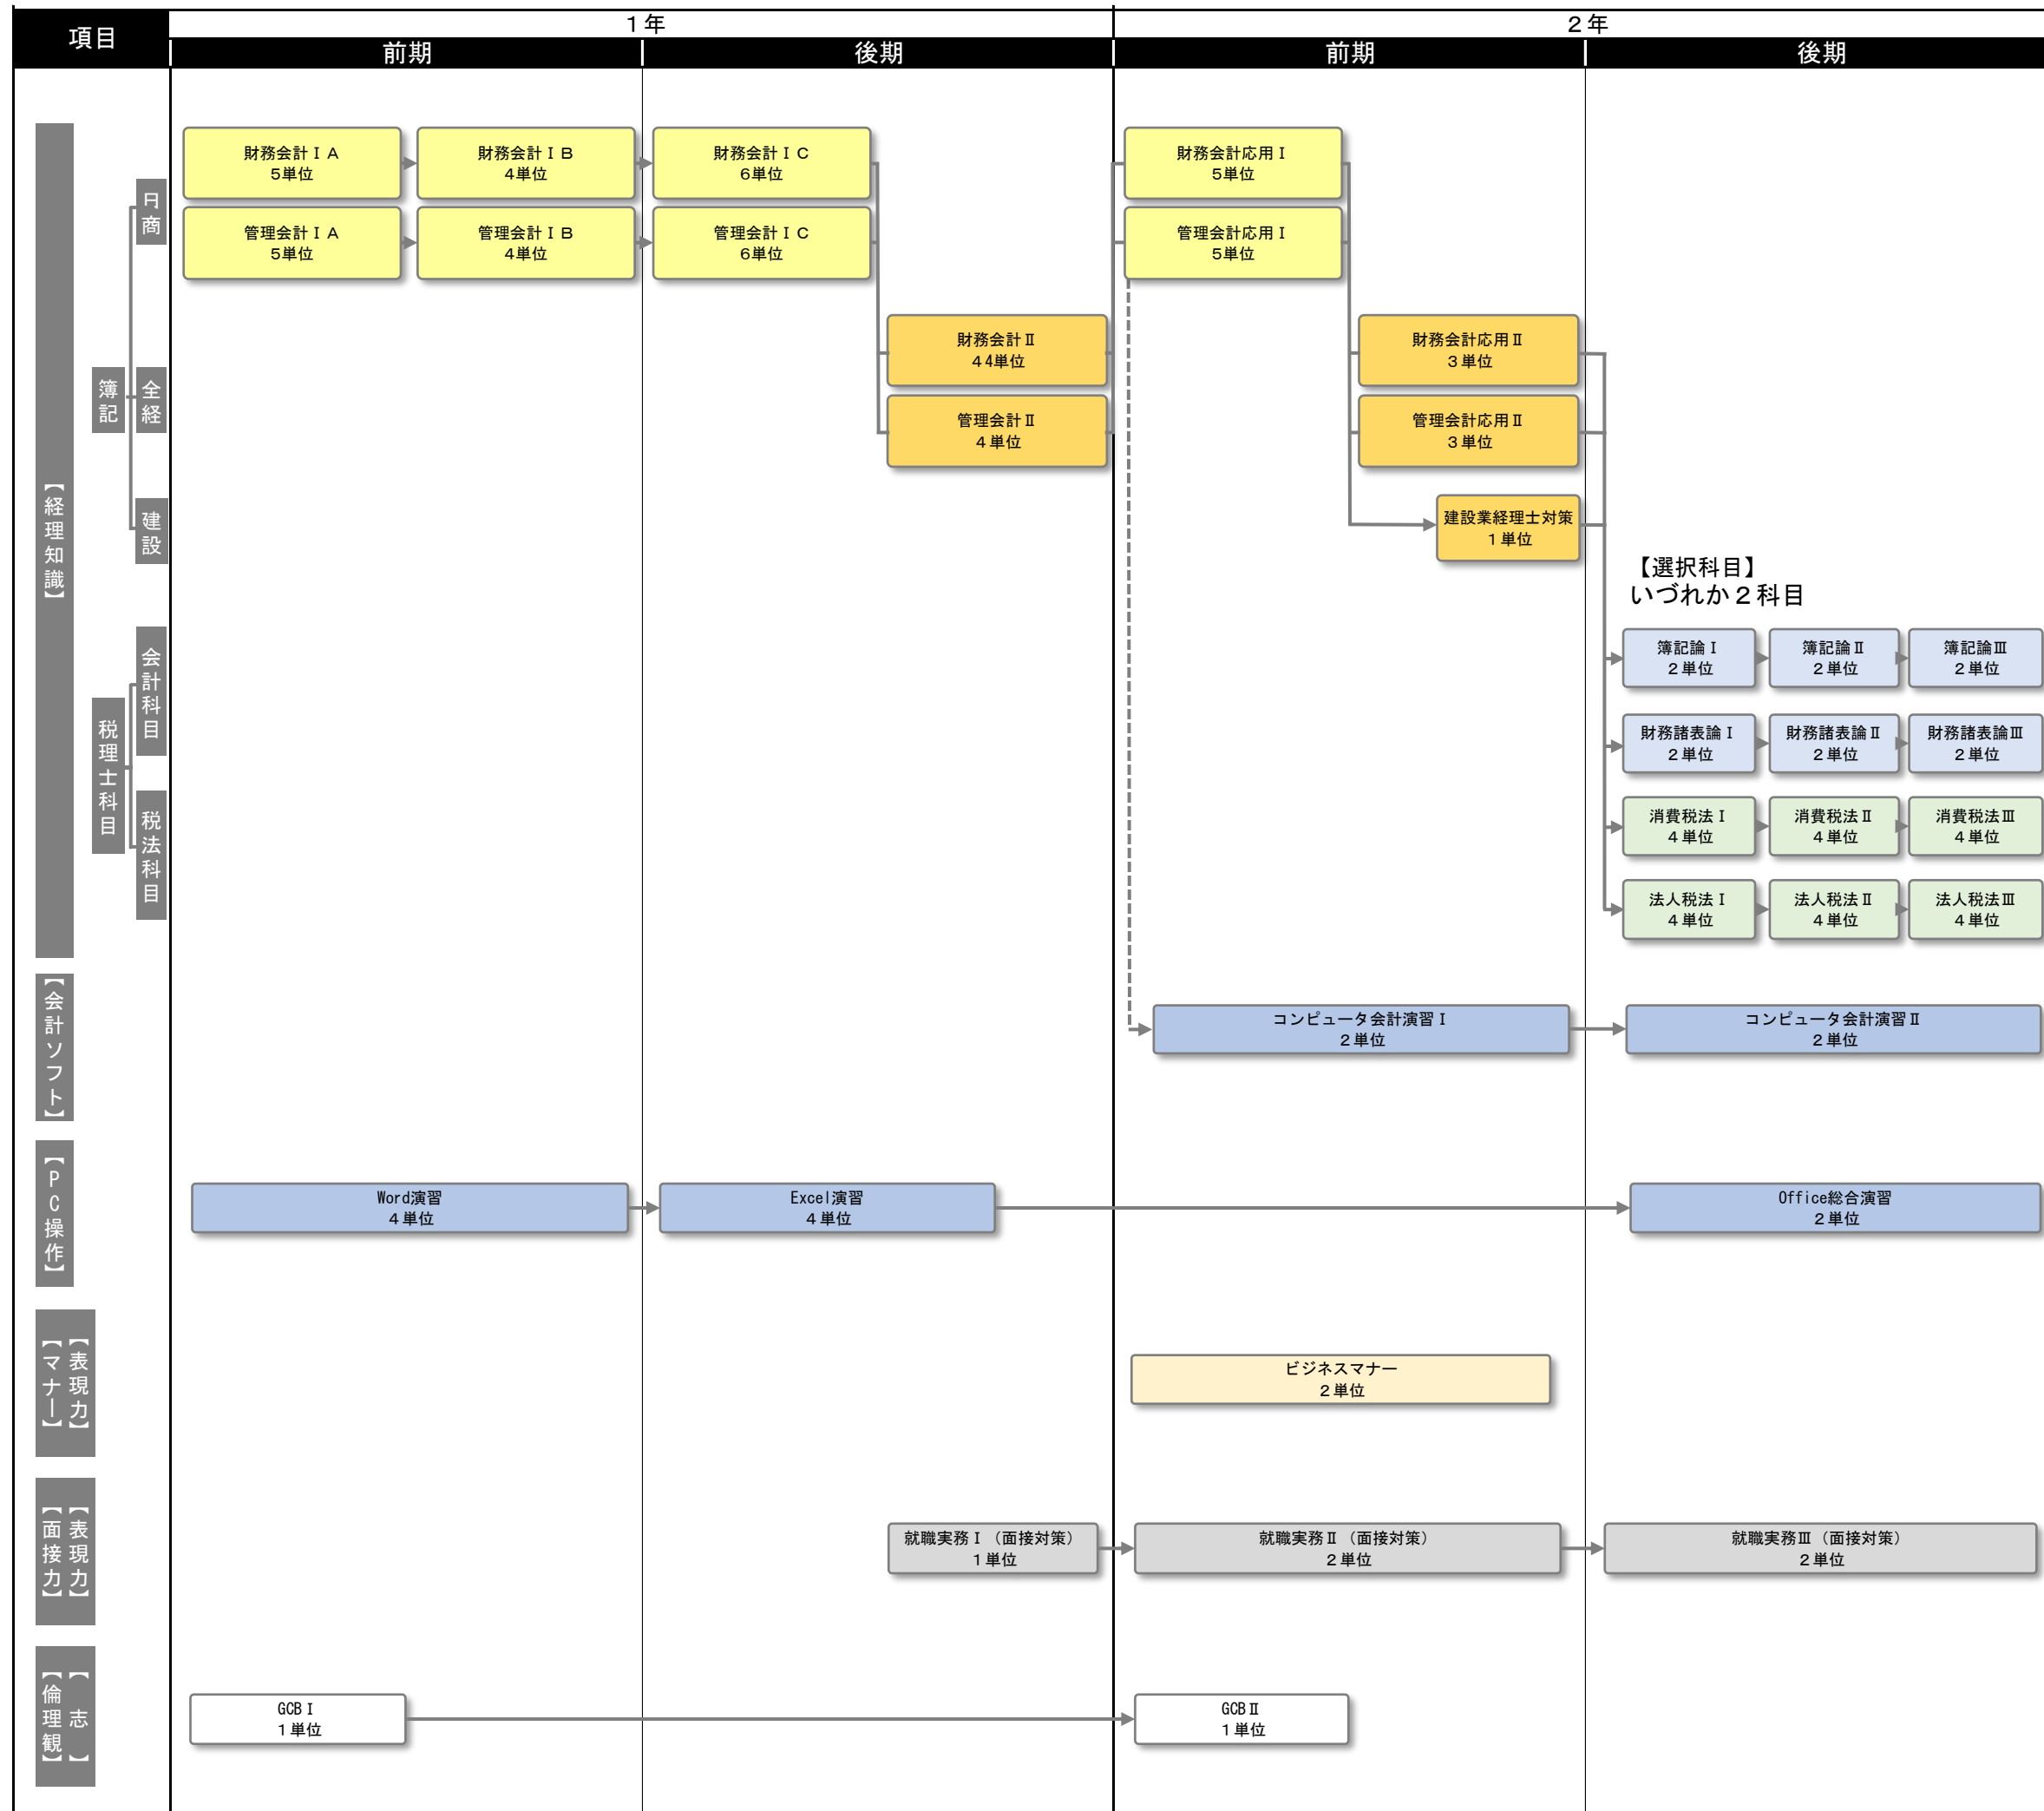 項目
１年
２年
前期
後期
前期
後期
【経理知識】
簿記
日商
全経
建設
税理士科目
会計科目
税法科目
財務会計ⅠA
5単位
財務会計ⅠB
4単位
財務会計ⅠC
6単位
財務会計応用Ⅰ
5単位
管理会計ⅠA
5単位
管理会計ⅠB
4単位
管理会計ⅠC
6単位
管理会計応用Ⅰ
5単位
財務会計Ⅱ
４4単位
財務会計応用Ⅱ
３単位
管理会計Ⅱ
４単位
管理会計応用Ⅱ
３単位
建設業経理士対策
１単位
【選択科目】
いづれか２科目
簿記論Ⅰ
２単位
簿記論Ⅱ
２単位
簿記論Ⅲ
２単位
財務諸表論Ⅰ
２単位
財務諸表論Ⅱ
２単位
財務諸表論Ⅲ
２単位
消費税法Ⅰ
４単位
消費税法Ⅱ
４単位
消費税法Ⅲ
４単位
法人税法Ⅰ
４単位
法人税法Ⅱ
４単位
法人税法Ⅲ
４単位
【会計ソフト】
コンピュータ会計演習Ⅰ
２単位
コンピュータ会計演習Ⅱ
２単位
【PC操作】
Word演習
４単位
Excel演習
４単位
Office総合演習
２単位
【表現力】
【マナー】
ビジネスマナー
２単位
【表現力】
【面接力】
就職実務Ⅰ（面接対策）
１単位
就職実務Ⅱ（面接対策）
２単位
就職実務Ⅲ（面接対策）
２単位
【志】
【倫理観】
GCBⅠ
１単位
GCBⅡ
１単位